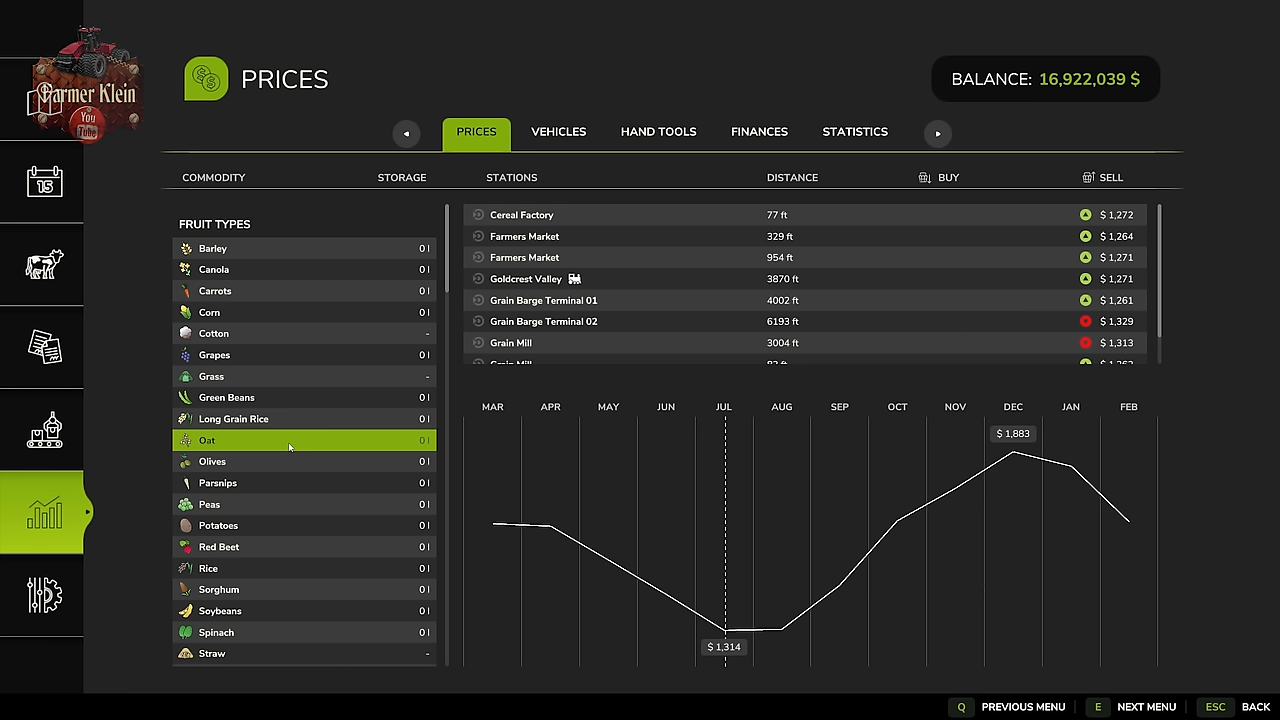 Farmer Klein
You
Tube
PRICES
BALANCE: 16,922,039 $
PRICES VEHICLES HAND TOOLS FINANCES STATISTICS
COMMODITY STORAGE STATIONS DISTANCE BUY SELL
15
FRUIT TYPES
Barley 0 l
Canola 0 l
Carrots 0 l
Corn 0 l
Cotton -
Grapes 0 l
Grass -
Green Beans 0 l
Long Grain Rice 0 l
Oat 0 l
Olives 0 l
Parsnips 0 l
Peas 0 l
Potatoes 0 l
Red Beet 0 l
Rice 0 l
Sorghum 0 l
Soybeans 0 l
Spinach 0 l
Straw -
Cereal Factory 77 ft $ 1,272
Farmers Market 329 ft $ 1,264
Farmers Market 954 ft $ 1,271
Goldcrest Valley 3870 ft $ 1,271
Grain Barge Terminal 01 4002 ft $ 1,261
Grain Barge Terminal 02 6193 ft $ 1,329
Grain Mill 3004 ft $ 1,313
MAR APR MAY JUN JUL AUG SEP OCT NOV DEC JAN FEB
$ 1,883
$ 1,314
Q PREVIOUS MENU E NEXT MENU ESC BACK